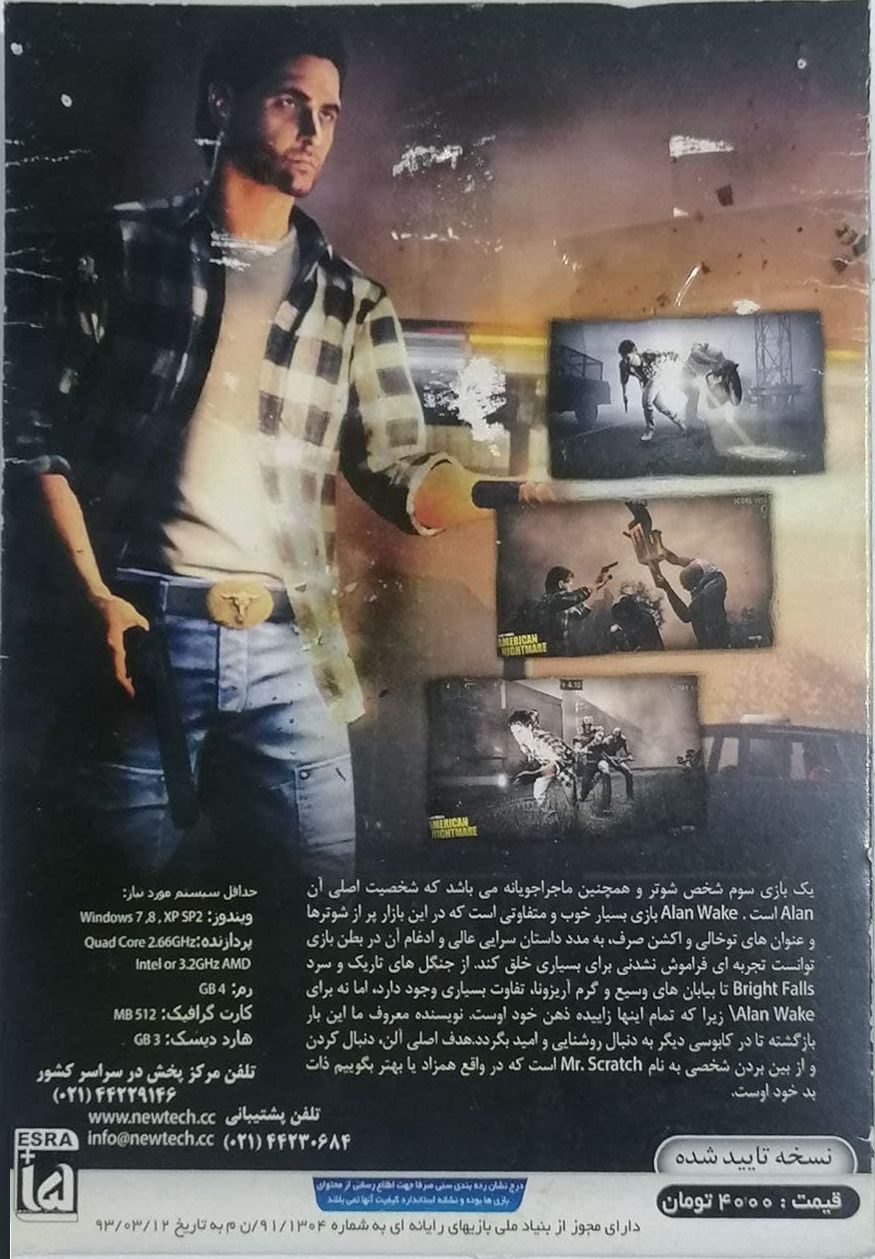 SCORE
AMERICAN
NIGHTMARE
4:10
SCORE
AMERICAN
NIGHTMARE
یک بازی سوم شخص شوتر و همچنین ماجراجویانه می باشد که شخصیت اصلی آن
Alan است . Alan Wake بازی بسیار خوب و متفاوتی است که در این بازار پر از شوترها
و عنوان های توخالی و اکشن صرف، به مدد داستان سرایی عالی و ادغام آن در بطن بازی
توانست تجربه ای فراموش نشدنی برای بسیاری خلق کند. از جنگل های تاریک و سرد
Bright Falls تا بیابان های وسیع و گرم آریزونا، تفاوت بسیاری وجود دارد، اما نه برای
Alan Wake\ زیرا که تمام اینها زاییده ذهن خود اوست. نویسنده معروف ما این بار
بازگشته تا در کابوسی دیگر به دنبال روشنایی و امید بگردد.هدف اصلی آلن، دنبال کردن
و از بین بردن شخصی به نام Mr. Scratch است که در واقع همزاد یا بهتر بگوییم ذات
بد خود اوست.
حداقل سیستم مورد نیاز:
ویندوز: Windows 7 ,8 , XP SP2
پردازنده:Quad Core 2.66GHz
Intel or 3.2GHz AMD
رم: 4 GB
کارت گرافیک: 512 MB
هارد دیسک: 3 GB
تلفن مرکز پخش در سراسر کشور
(۰۲۱) ۴۴۲۲۹۱۴۶
تلفن پشتیبانی www.newtech.cc
(۰۲۱) ۴۴۲۳۰۶۸۴ info@newtech.cc
ESRA
نسخه تایید شده
قیمت : ۴۰۰۰ تومان
درج نشان رده بندی سنی صرفا جهت اطلاع رسانی از محتوای
بازی ها بوده و نشانه استاندارد کیفیت آنها نمی باشد
دارای مجوز از بنیاد ملی بازیهای رایانه ای به شماره ۹۱/۱۳۰۴/ن م به تاریخ ۹۳/۰۳/۱۲